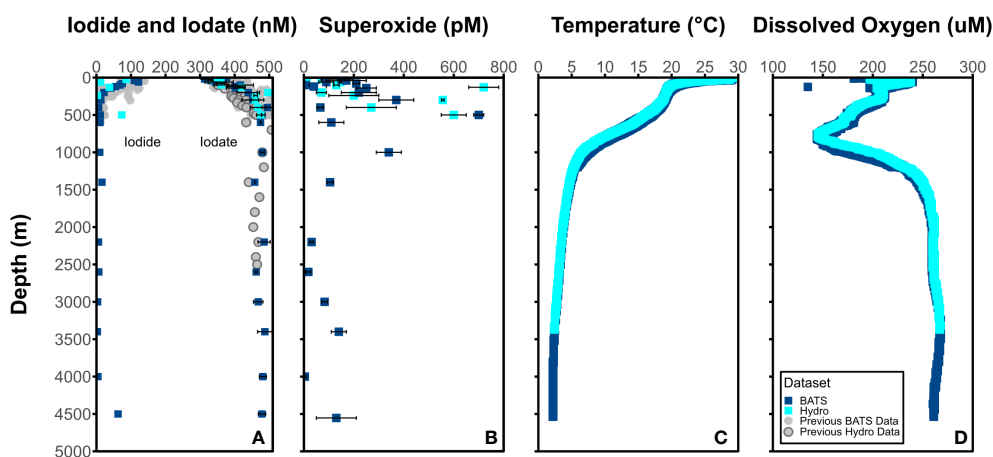 Iodide and Iodate (nM) Superoxide (pM) Temperature (°C) Dissolved Oxygen (uM)
0 100 200 300 400 500 0 200 400 600 800 0 5 10 15 20 25 30 100 200 300
Depth (m)
0
500
1000
1500
2000
2500
3000
3500
4000
4500
5000
Iodide Iodate
A B C D
Dataset
BATS
Hydro
Previous BATS Data
Previous Hydro Data